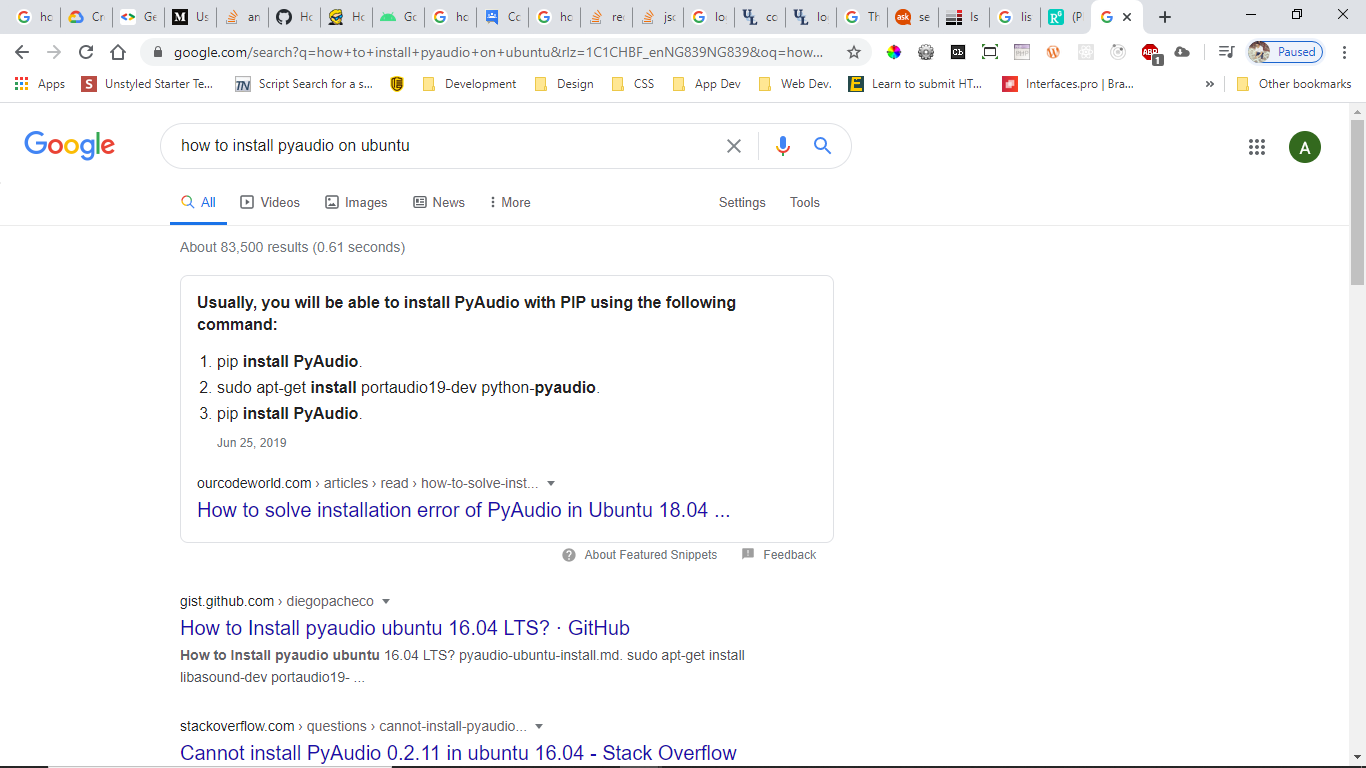 hc
Cr
Ge
Us
an
Ho
Ho
Go
ho
Cc
ho
rec
jsc
lo
co
lo
Th
se
Is
lis
(P
google.com/search?q=how+to+install+pyaudio+on+ubuntu&rlz=1C1CHBF_enNG839NG839&oq=how...
Paused
Apps
Unstyled Starter Te...
Script Search for a s...
Development
Design
CSS
App Dev
Web Dev.
Learn to submit HT...
Interfaces.pro | Bra...
»
Other bookmarks
Google
how to install pyaudio on ubuntu
A
All
Videos
Images
News
More
Settings
Tools
About 83,500 results (0.61 seconds)
Usually, you will be able to install PyAudio with PIP using the following
command:
1. pip install PyAudio.
2. sudo apt-get install portaudio19-dev python-pyaudio.
3. pip install PyAudio.
Jun 25, 2019
ourcodeworld.com › articles › read › how-to-solve-inst...
How to solve installation error of PyAudio in Ubuntu 18.04 ...
About Featured Snippets
Feedback
gist.github.com › diegopacheco
How to Install pyaudio ubuntu 16.04 LTS? · GitHub
How to Install pyaudio ubuntu 16.04 LTS? pyaudio-ubuntu-install.md. sudo apt-get install
libasound-dev portaudio19- ...
stackoverflow.com › questions › cannot-install-pyaudio...
Cannot install PyAudio 0.2.11 in ubuntu 16.04 - Stack Overflow